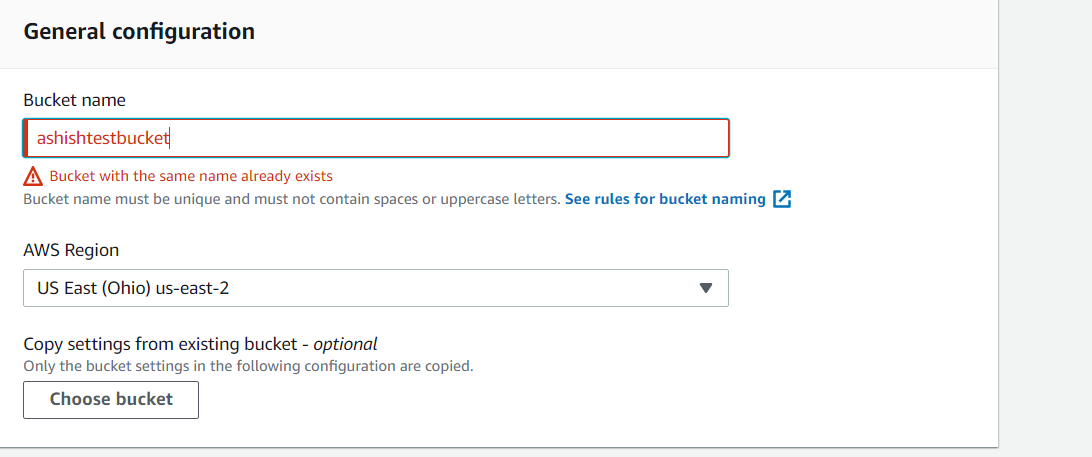 General configuration
Bucket name
ashishtestbucket
Bucket with the same name already exists
Bucket name must be unique and must not contain spaces or uppercase letters. See rules for bucket naming
AWS Region
US East (Ohio) us-east-2
Copy settings from existing bucket - optional
Only the bucket settings in the following configuration are copied.
Choose bucket